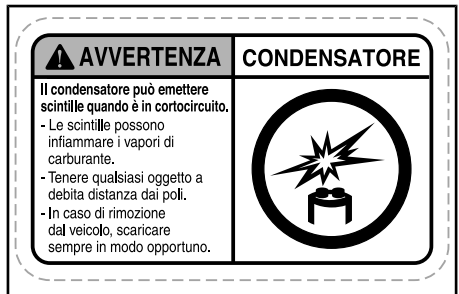 AVVERTENZA
CONDENSATORE
Il condensatore può emettere
scintille quando è in cortocircuito.
- Le scintille possono
infiammare i vapori di
carburante.
- Tenere qualsiasi oggetto a
debita distanza dai poli.
- In caso di rimozione
dal veicolo, scaricare
sempre in modo opportuno.